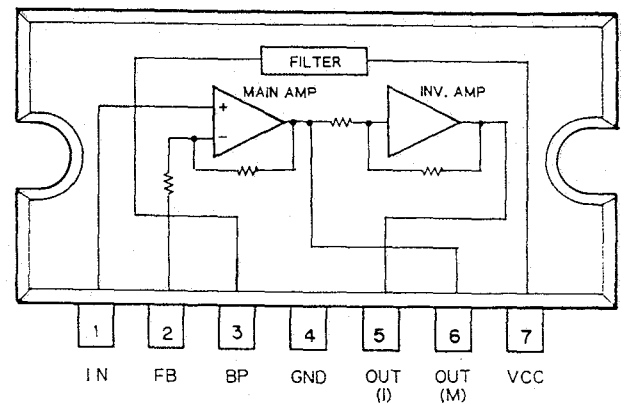 FILTER
MAIN AMP
INV. AMP
+
−
1 2 3 4 5 6 7
IN FB BP GND OUT OUT VCC
(I) (M)